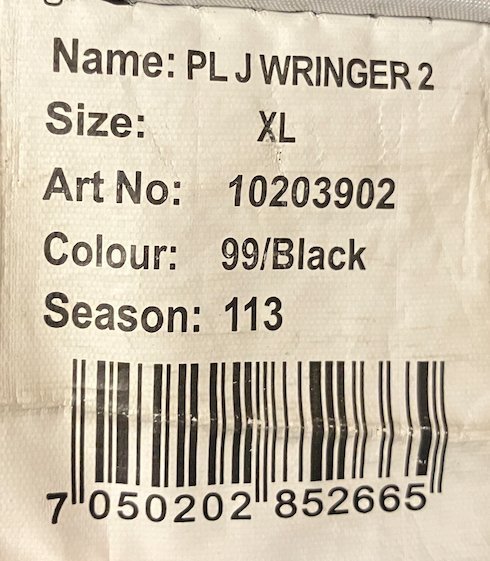 Name: PL J WRINGER 2
Size: XL
Art No: 10203902
Colour: 99/Black
Season: 113
7 050202 852665